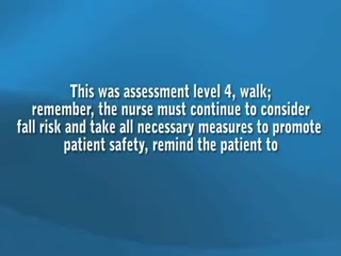 This was assessment level 4, walk;
remember, the nurse must continue to consider
fall risk and take all necessary measures to promote
patient safety, remind the patient to